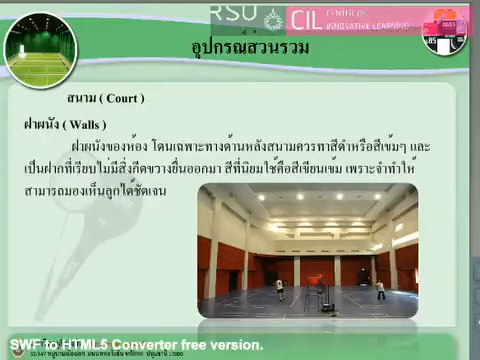 RSU
CIL CENTER OF
INNOVATIVE LEARNING
อุปกรณ์ส่วนรวม
สนาม ( Court )
ฝาผนัง ( Walls )
ฝาผนังของห้อง โดนเฉพาะทางด้านหลังสนามควรทาสีดำหรือสีเข้มๆ และ
เป็นฝาที่เรียบไม่มีสิ่งกีดขวางยื่นออกมา สีที่นิยมใช้คือสีเขียนเข้ม เพราะจำทำให้
สามารถมองเห็นลูกได้ชัดเจน
SWF to HTML5 Converter free version.